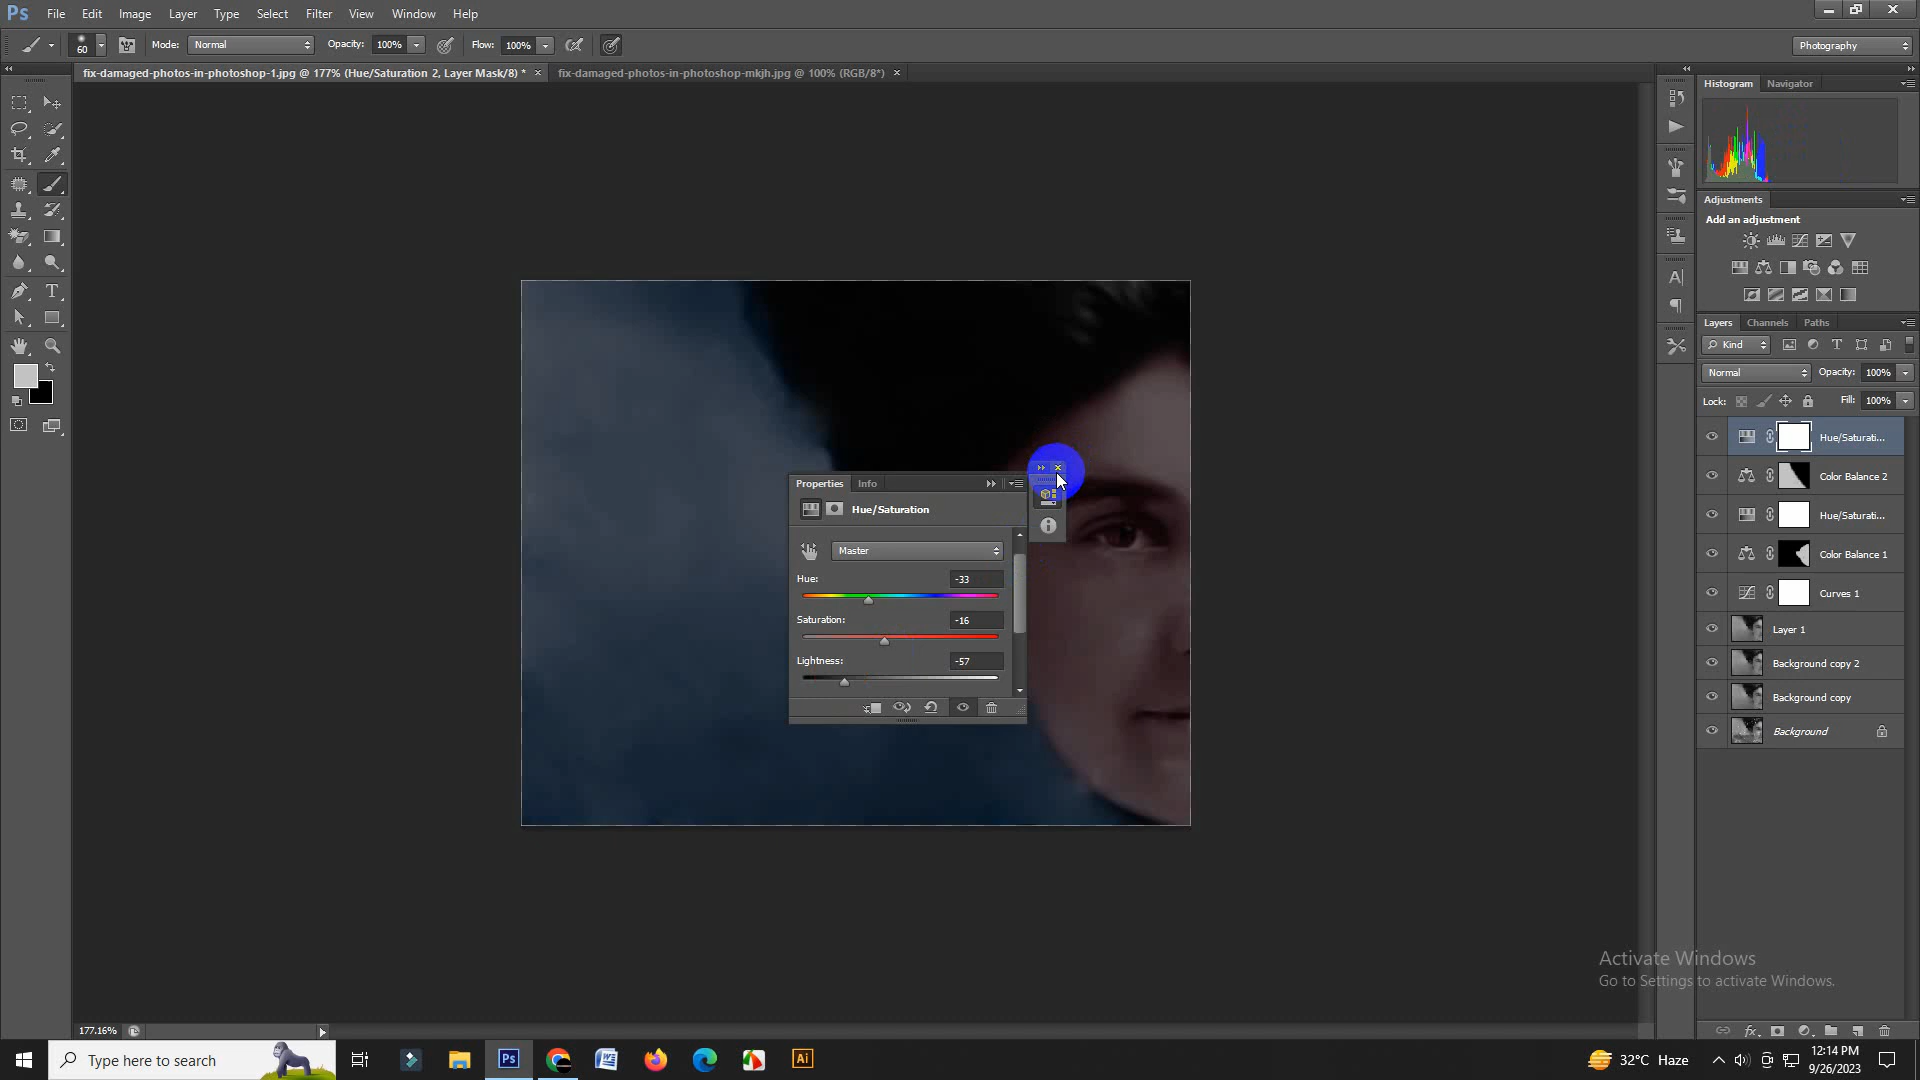 Ps File Edit Image Layer Type Select Filter View Window Help
60 Mode: Normal Opacity: 100% Flow: 100% Photography
fix-damaged-photos-in-photoshop-1.jpg @ 177% (Hue/Saturation 2, Layer Mask/8) * × fix-damaged-photos-in-photoshop-mkjh.jpg @ 100% (RGB/8*) ×
Histogram Navigator
Adjustments
Add an adjustment
Layers Channels Paths
Kind
Normal Opacity: 100%
Lock: Fill: 100%
Hue/Saturati...
Color Balance 2
Hue/Saturati...
Color Balance 1
Curves 1
Layer 1
Background copy 2
Background copy
Background
Properties Info
Hue/Saturation
Master
Hue: -33
Saturation: -16
Lightness: -57
Activate Windows
Go to Settings to activate Windows.
177.16%
Type here to search
Ps
Ai
32°C Haze
12:14 PM
9/26/2023